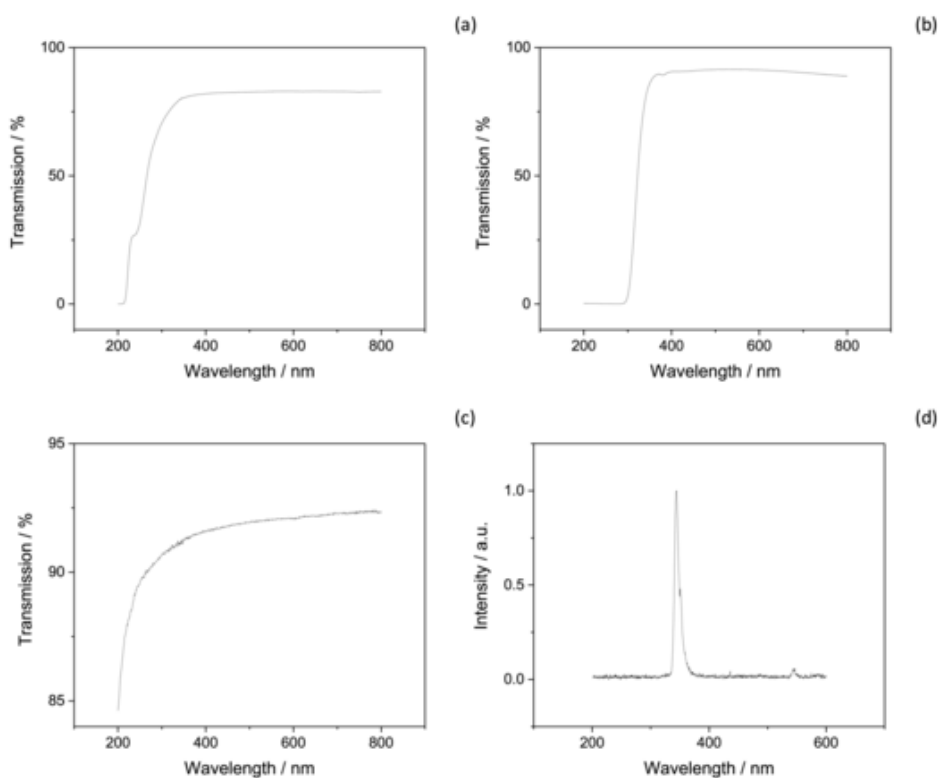 (a)
100
50
0
Transmission / %
200 400 600 800
Wavelength / nm
(b)
100
50
0
Transmission / %
200 400 600 800
Wavelength / nm
(c)
95
90
85
Transmission / %
200 400 600 800
Wavelength / nm
(d)
1.0
0.5
0.0
Intensity / a.u.
200 400 600
Wavelength / nm